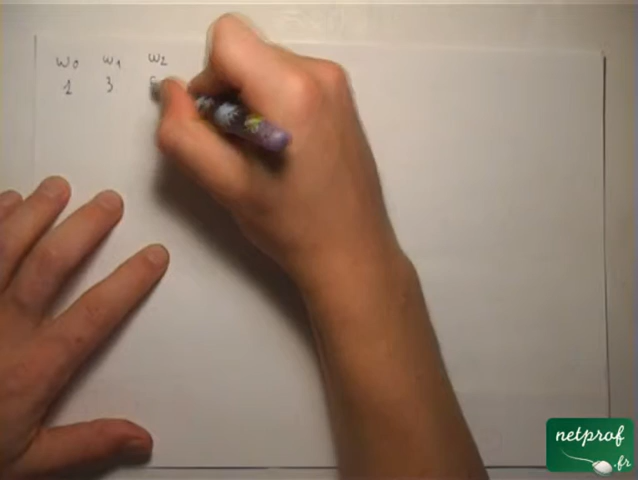 w₀ w₁ w₂
1 3
netprof
.fr